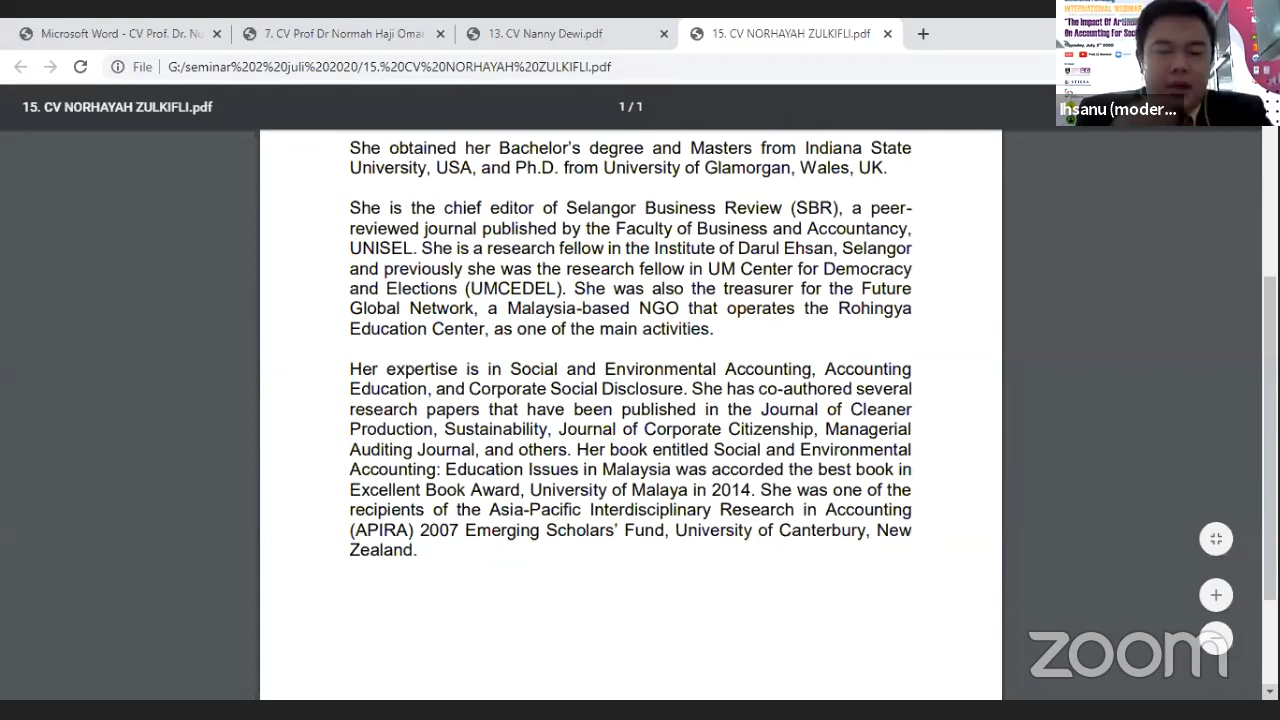 Microsoft Word - CV Prof. Dr. Nu
7. CV Prof Dr Normah Haji Omar
13. CV Nanny Dewi.pdf
15. CV NORHAYAH ZULKIFLI.pdf
File
15. CV NORHAYAH ZULKIFLI.pdf
1 / 1
She obtained her Bachelor's degree and Masters from Indiana State
University, USA, and Ph.D. from University of Glamorgan, Wales, UK.
She is the chief editor of Selangor Business Review (SBR), a peer-
reviewed journal published by the Faculty of Business and Accountancy,
UNISEL. She is a research fellow in the Institute of Darul Ehsan, Selangor
and previously she was the research fellow in UM Center for Democracy
and Elections (UMCEDEL). She was also the treasurer for the Future
Global Network, a Malaysia-based NGO that operates the Rohingya
Education Center, as one of the main activities.
Her expertise is in Social and Environmental Accounting, Accounting
Education, and Corporate Social Disclosure. She has co-authored several
research papers that have been published in the Journal of Cleaner
Production, Sustainability, Journal of Corporate Citizenship, Managerial
Auditing Journal, and others. Her book entitled Social and Environmental
Accounting: Education Issues in Malaysia was accorded the best book in
Excellent Book Award, University of Malaya in 2014. She was one of the
recipients of the Asia-Pacific Interdisciplinary Research in Accounting
(APIRA) 2007 Emerging Scholars' Fund, University of Canterbury, New
Zealand.
INTERNATIONAL WEBINAR
"The Impact Of
On Accounting For
Ihsanu (moder...
zoom